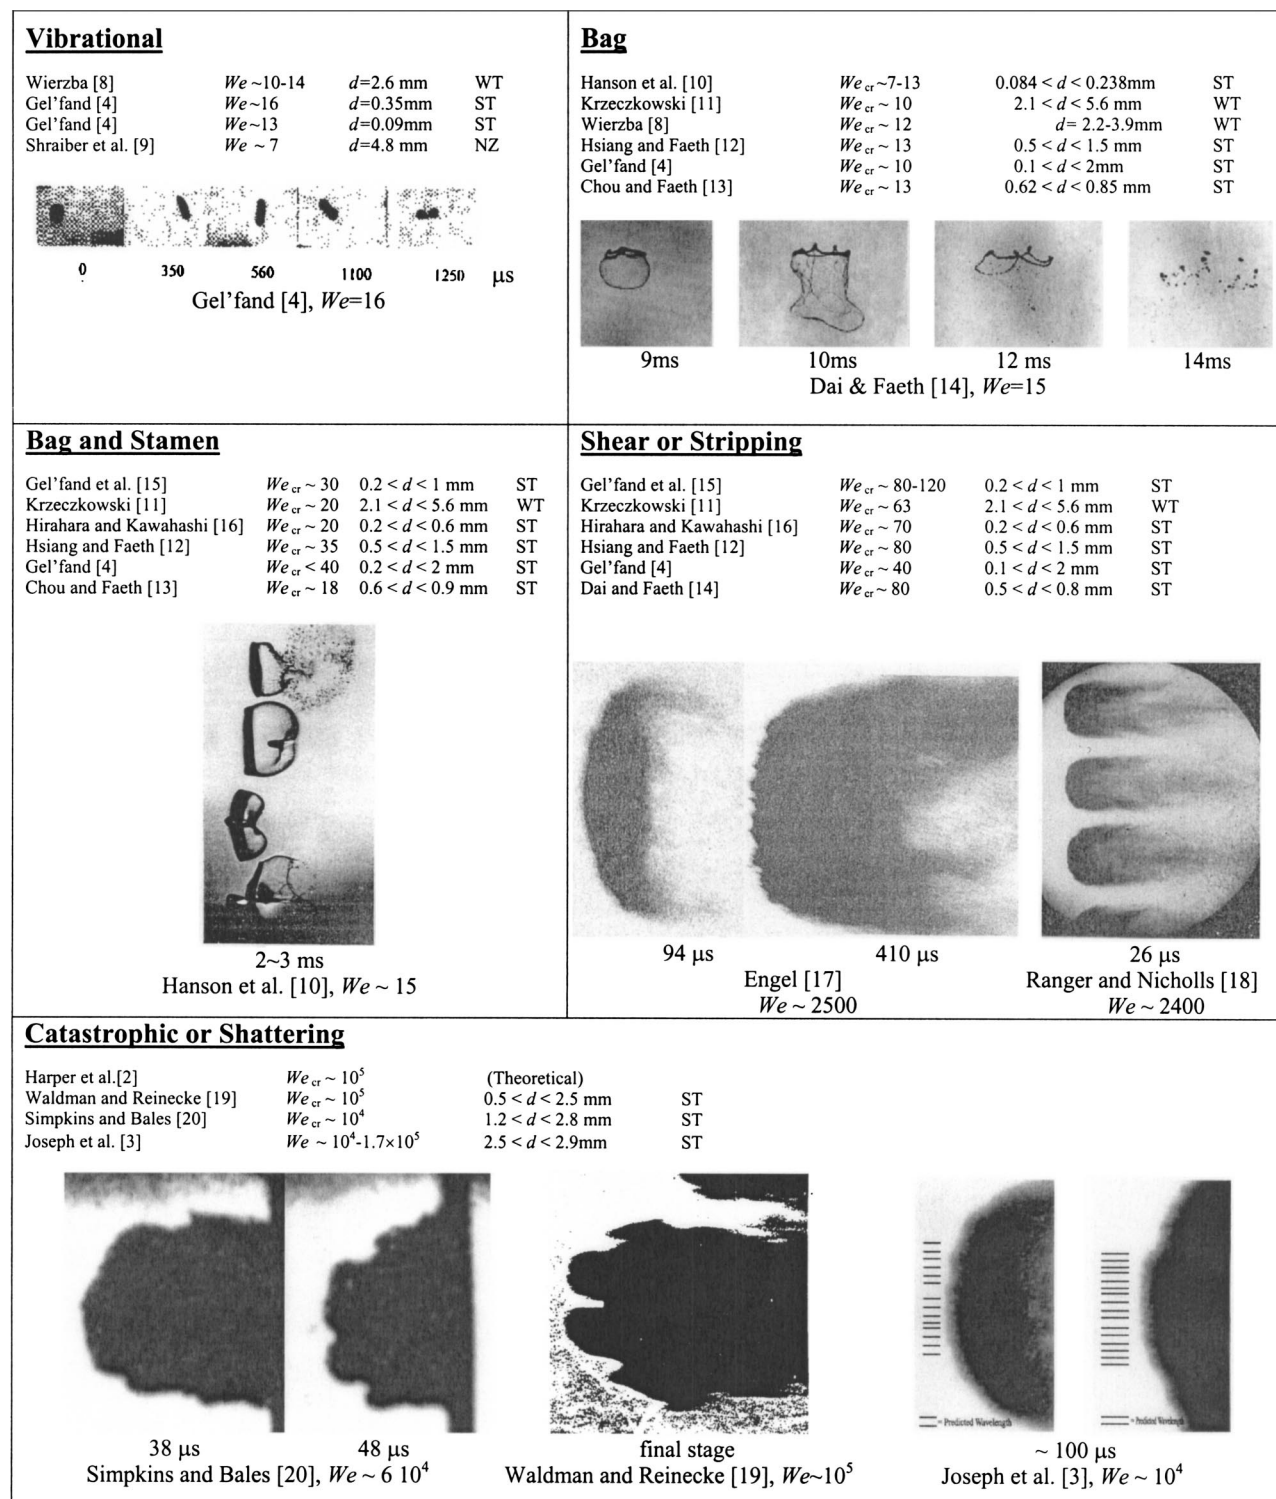 Vibrational
Wierzba [8] We ~10-14 d=2.6 mm WT
Gel'fand [4] We~16 d=0.35mm ST
Gel'fand [4] We~13 d=0.09mm ST
Shraiber et al. [9] We ~ 7 d=4.8 mm NZ
0 350 560 1100 1250 μs
Gel'fand [4], We=16
Bag
Hanson et al. [10] We cr ~7-13 0.084 < d < 0.238mm ST
Krzeczkowski [11] We cr ~ 10 2.1 < d < 5.6 mm WT
Wierzba [8] We cr ~ 12 d= 2.2-3.9mm WT
Hsiang and Faeth [12] We cr ~ 13 0.5 < d < 1.5 mm ST
Gel'fand [4] We cr ~ 10 0.1 < d < 2mm ST
Chou and Faeth [13] We cr ~ 13 0.62 < d < 0.85 mm ST
9ms 10ms 12 ms 14ms
Dai & Faeth [14], We=15
Bag and Stamen
Gel'fand et al. [15] We cr ~ 30 0.2 < d < 1 mm ST
Krzeczkowski [11] We cr ~ 20 2.1 < d < 5.6 mm WT
Hirahara and Kawahashi [16] We cr ~ 20 0.2 < d < 0.6 mm ST
Hsiang and Faeth [12] We cr ~ 35 0.5 < d < 1.5 mm ST
Gel'fand [4] We cr < 40 0.2 < d < 2 mm ST
Chou and Faeth [13] We cr ~ 18 0.6 < d < 0.9 mm ST
2~3 ms
Hanson et al. [10], We ~ 15
Shear or Stripping
Gel'fand et al. [15] We cr ~ 80-120 0.2 < d < 1 mm ST
Krzeczkowski [11] We cr ~ 63 2.1 < d < 5.6 mm WT
Hirahara and Kawahashi [16] We cr ~ 70 0.2 < d < 0.6 mm ST
Hsiang and Faeth [12] We cr ~ 80 0.5 < d < 1.5 mm ST
Gel'fand [4] We cr ~ 40 0.1 < d < 2 mm ST
Dai and Faeth [14] We cr ~ 80 0.5 < d < 0.8 mm ST
94 μs 410 μs 26 μs
Engel [17] Ranger and Nicholls [18]
We ~ 2500 We ~ 2400
Catastrophic or Shattering
Harper et al.[2] We cr ~ 10⁵ (Theoretical)
Waldman and Reinecke [19] We cr ~ 10⁵ 0.5 < d < 2.5 mm ST
Simpkins and Bales [20] We cr ~ 10⁴ 1.2 < d < 2.8 mm ST
Joseph et al. [3] We ~ 10⁴-1.7×10⁵ 2.5 < d < 2.9mm ST
= Predicted Wavelength = Predicted Wavelength
38 μs 48 μs final stage ~ 100 μs
Simpkins and Bales [20], We ~ 6 10⁴ Waldman and Reinecke [19], We~10⁵ Joseph et al. [3], We ~ 10⁴